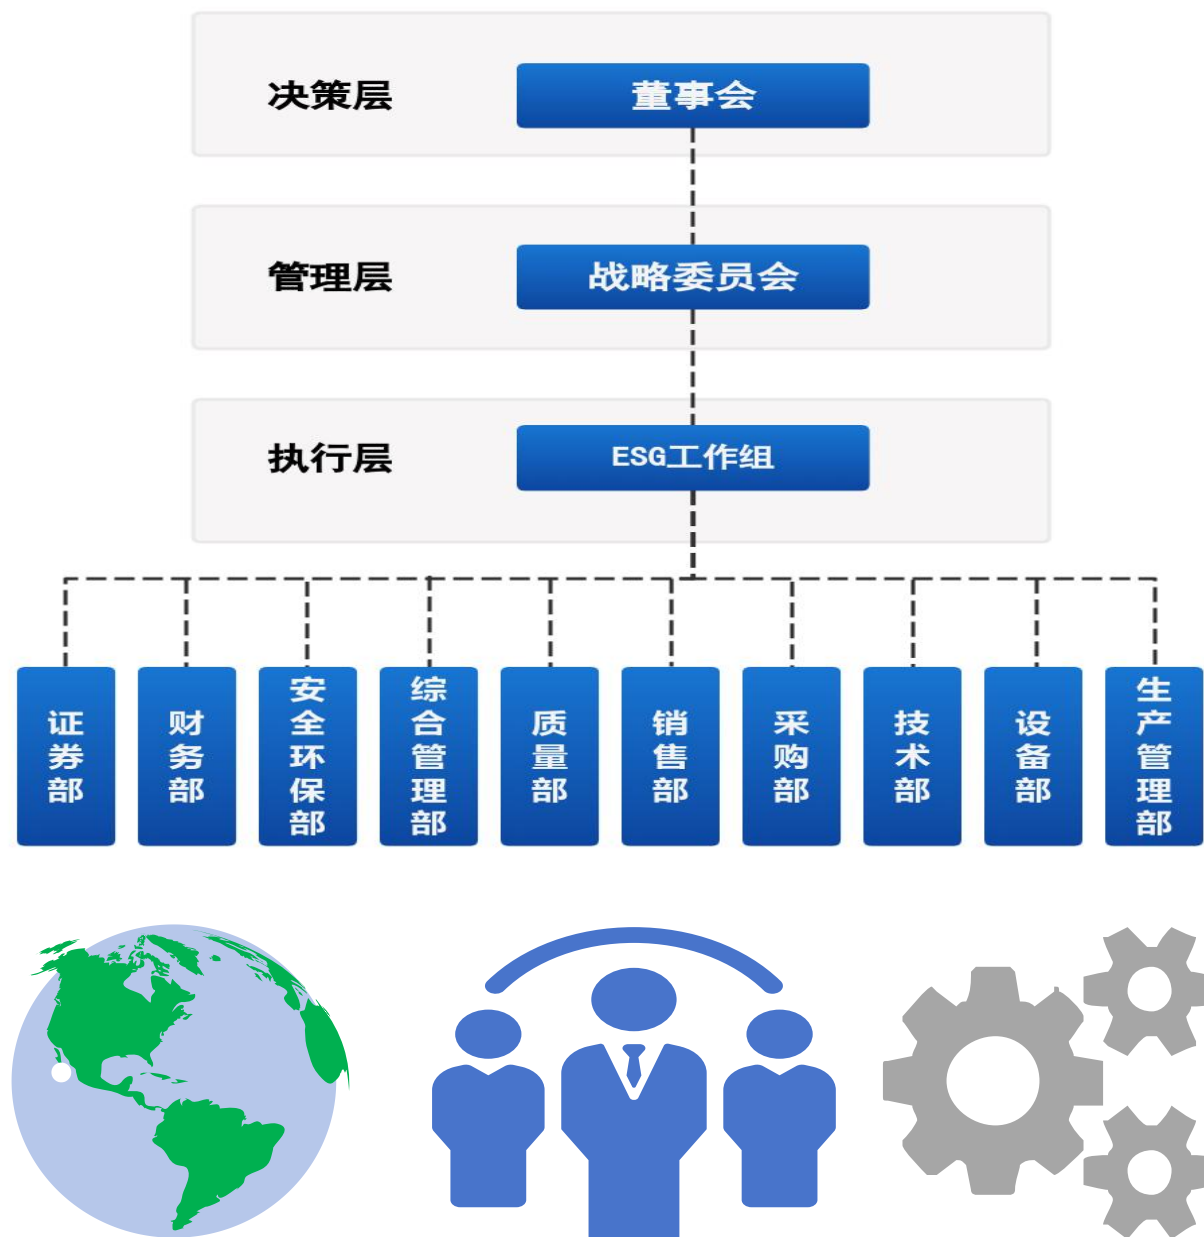 决策层
董事会
管理层
战略委员会
执行层
ESG工作组
证券部
财务部
安全环保部
综合管理部
质量部
销售部
采购部
技术部
设备部
生产管理部